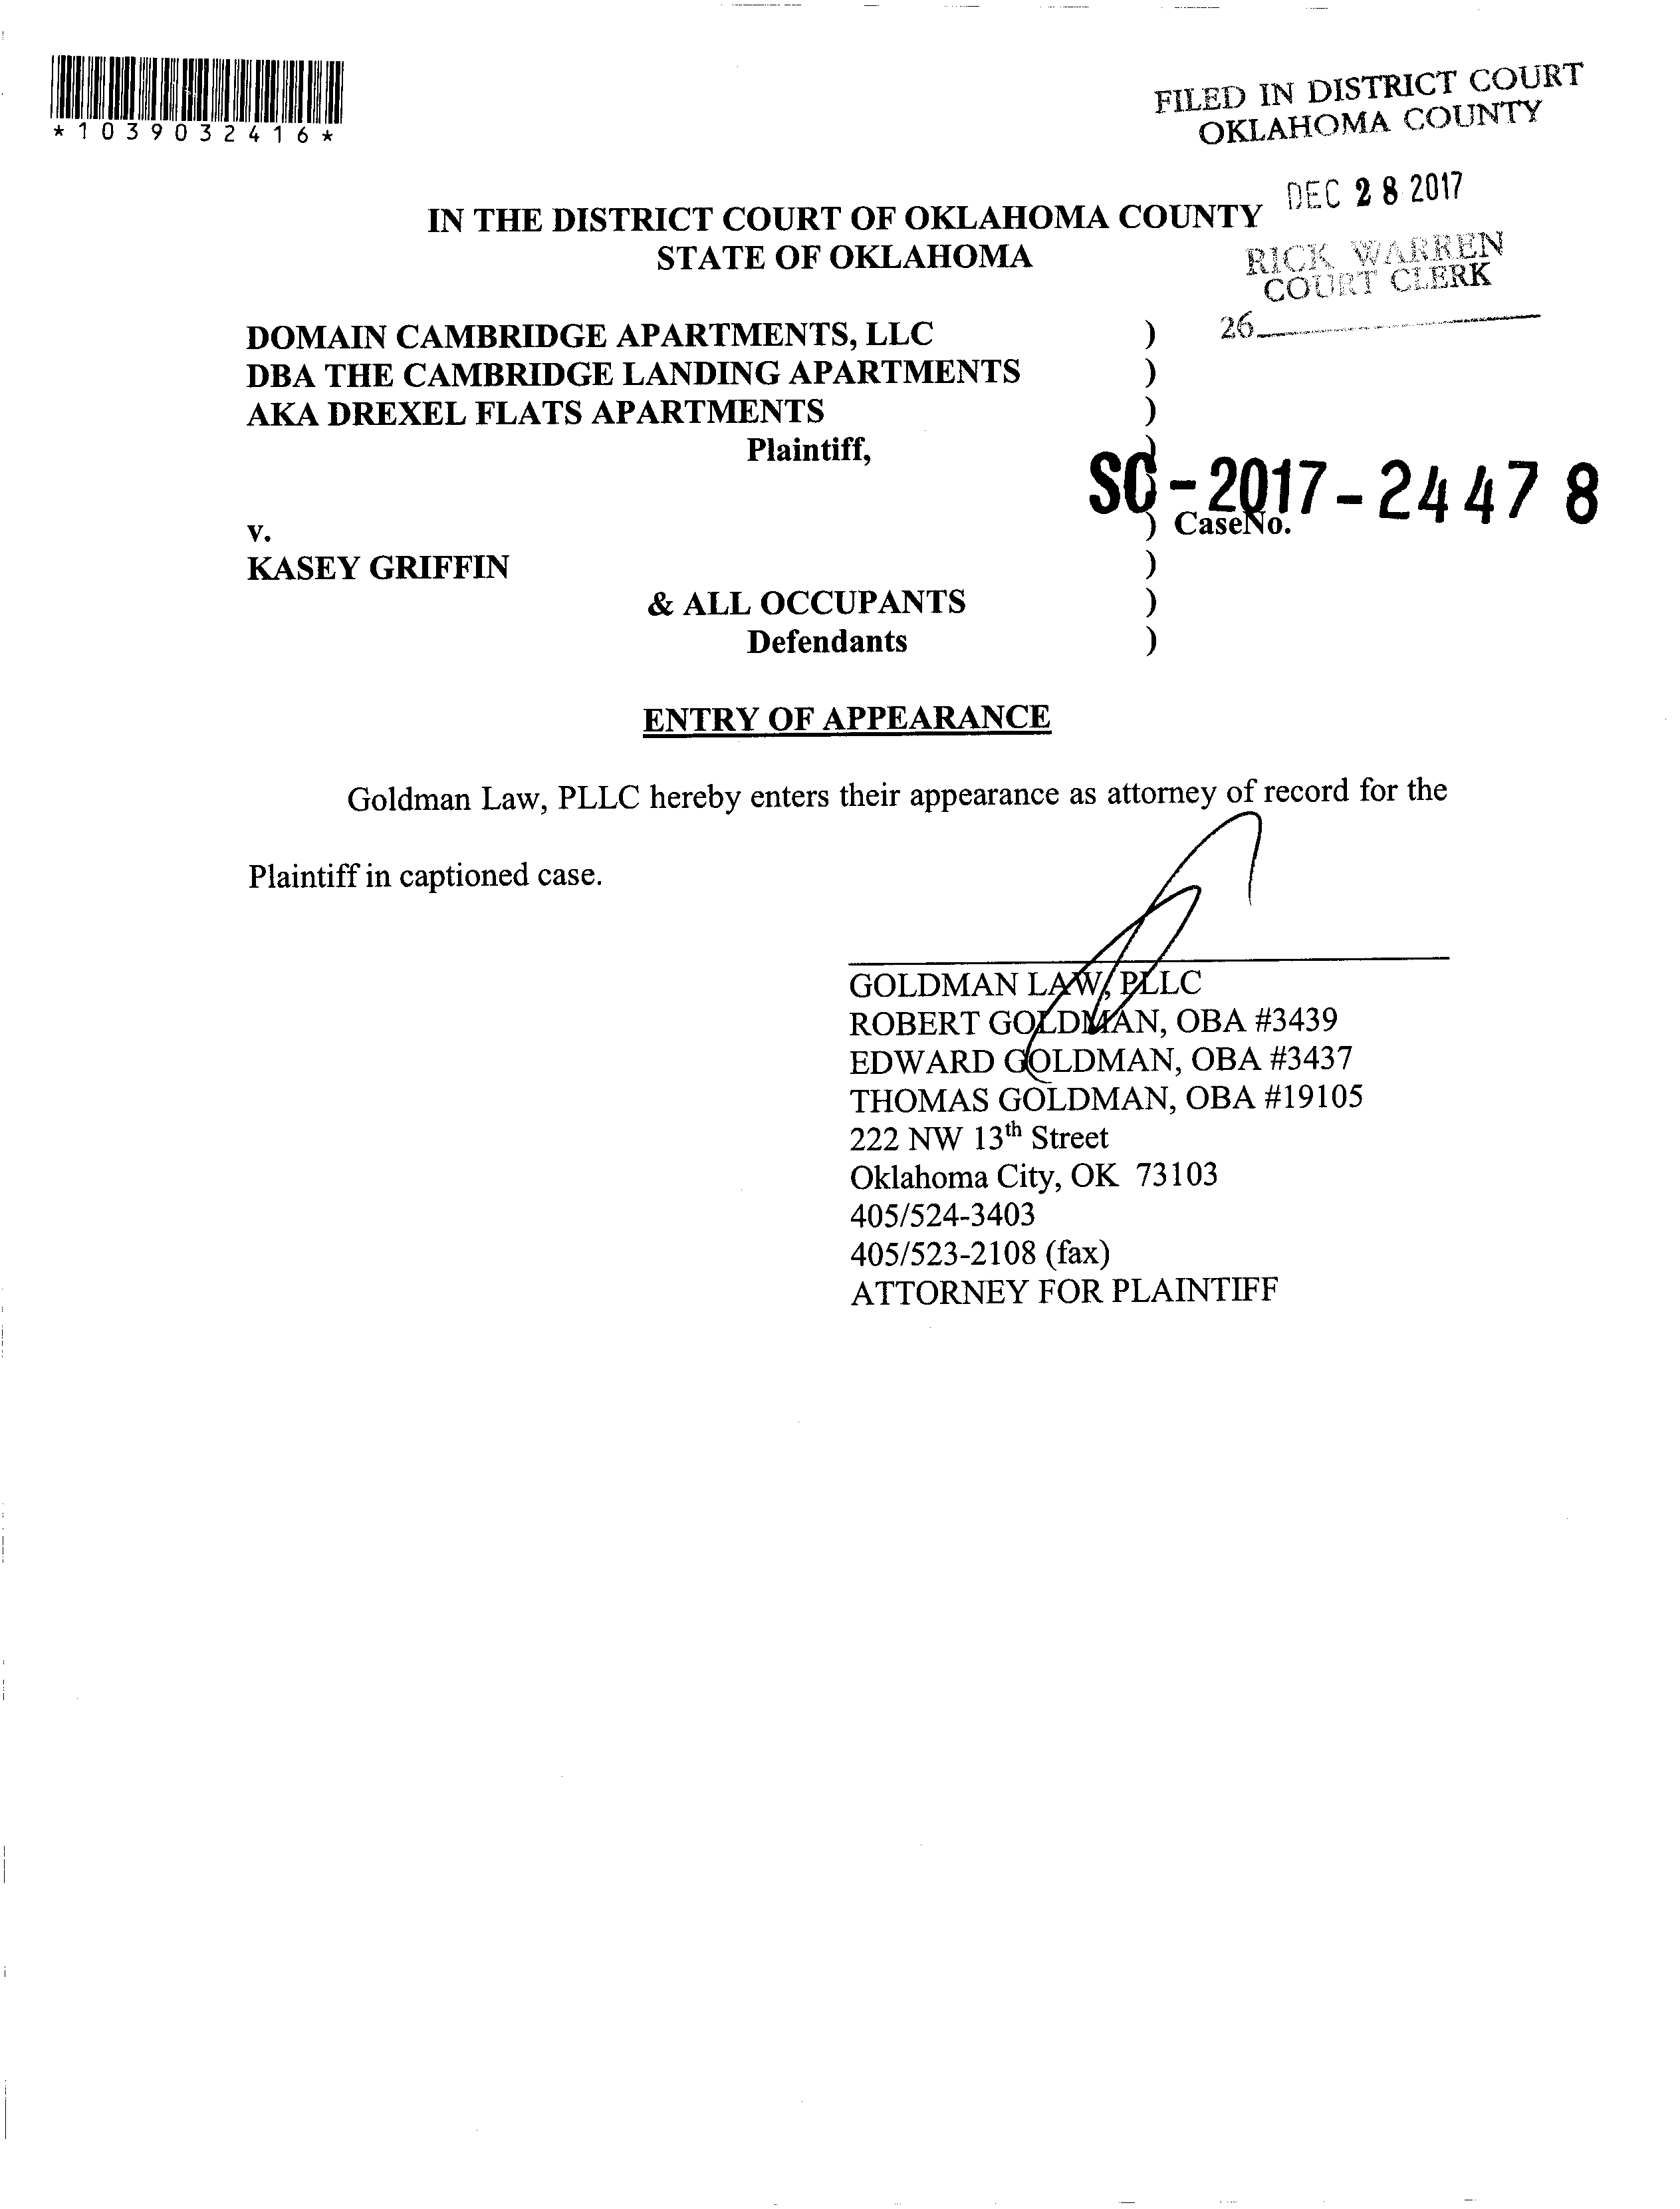 *1039032416*
FILED IN DISTRICT COURT
OKLAHOMA COUNTY
DEC 28 2017
RICK WARREN
COURT CLERK
26
IN THE DISTRICT COURT OF OKLAHOMA COUNTY
STATE OF OKLAHOMA
DOMAIN CAMBRIDGE APARTMENTS, LLC )
DBA THE CAMBRIDGE LANDING APARTMENTS )
AKA DREXEL FLATS APARTMENTS )
Plaintiff, )
SC-2017-24478
v. ) CaseNo.
KASEY GRIFFIN )
& ALL OCCUPANTS )
Defendants )
ENTRY OF APPEARANCE
Goldman Law, PLLC hereby enters their appearance as attorney of record for the
Plaintiff in captioned case.
GOLDMAN LAW, PLLC
ROBERT GOLDMAN, OBA #3439
EDWARD GOLDMAN, OBA #3437
THOMAS GOLDMAN, OBA #19105
222 NW 13th Street
Oklahoma City, OK 73103
405/524-3403
405/523-2108 (fax)
ATTORNEY FOR PLAINTIFF